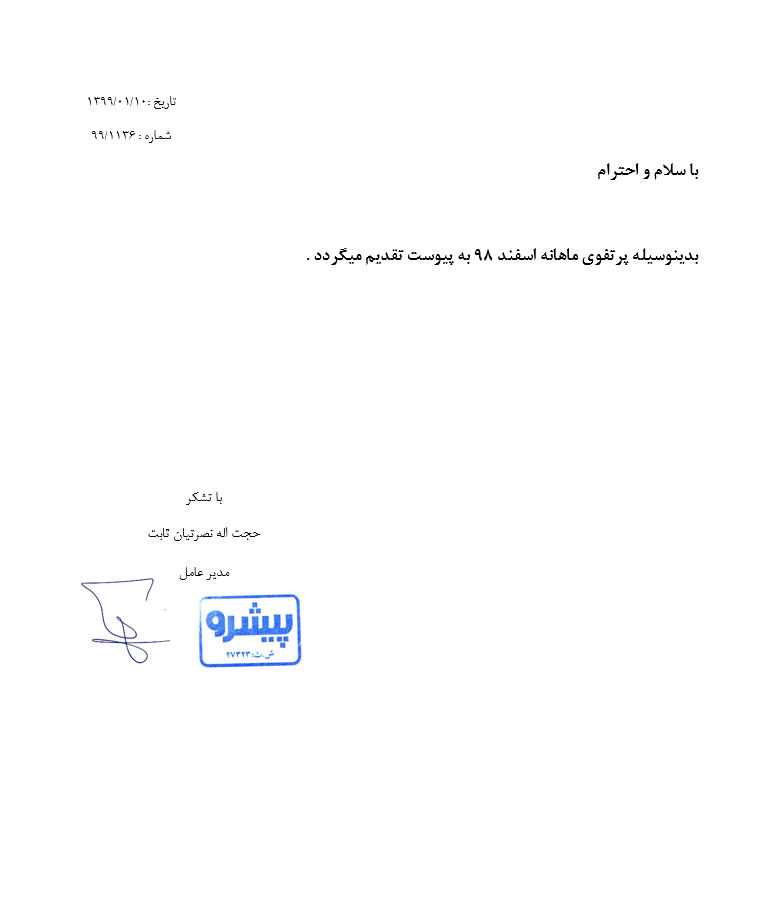 تاریخ :۱۳۹۹/۰۱/۱۰
شماره : ۹۹/۱۱۳۶
با سلام و احترام
بدینوسیله پرتفوی ماهانه اسفند ۹۸ به پیوست تقدیم میگردد .
با تشکر
حجت اله نصرتیان ثابت
مدیر عامل
پیشرو
ش.ث:۲۷۳۲۳